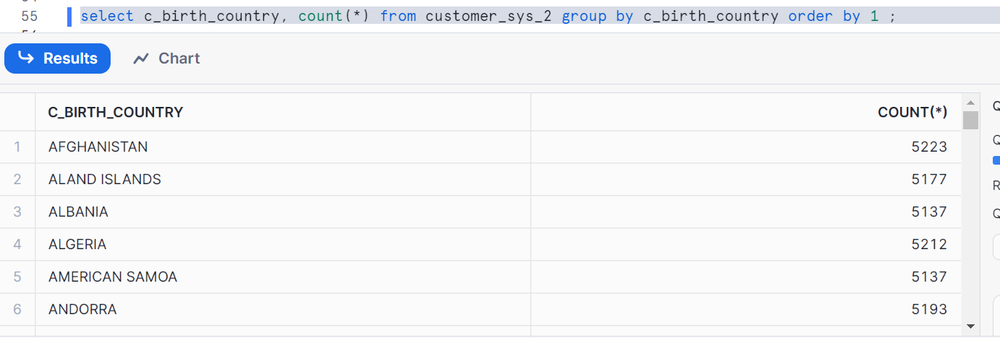 55 select c_birth_country, count(*) from customer_sys_2 group by c_birth_country order by 1 ;
Results Chart
C_BIRTH_COUNTRY COUNT(*)
1 AFGHANISTAN 5223
2 ALAND ISLANDS 5177
3 ALBANIA 5137
4 ALGERIA 5212
5 AMERICAN SAMOA 5137
6 ANDORRA 5193